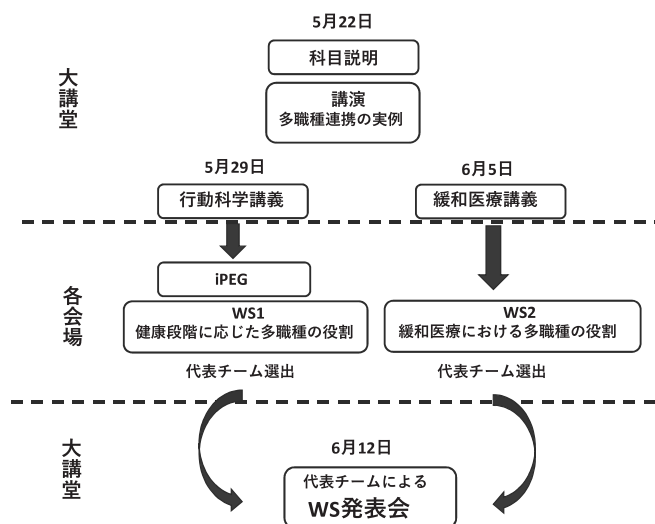 5月22日
科目説明
大講堂
講演
多職種連携の実例
5月29日
6月5日
行動科学講義
緩和医療講義
各会場
iPEG
WS1
健康段階に応じた多職種の役割
WS2
緩和医療における多職種の役割
代表チーム選出
代表チーム選出
大講堂
6月12日
代表チームによる
WS発表会